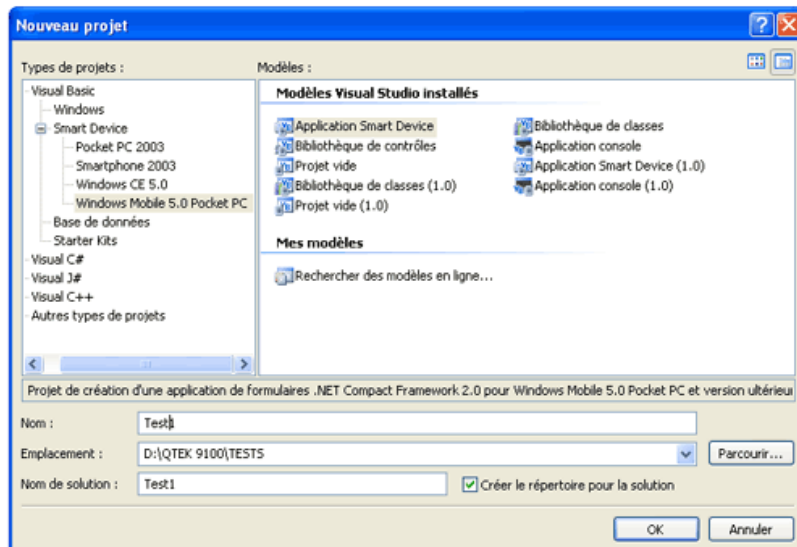 Nouveau projet
Types de projets :
Modèles :
Visual Basic
Windows
Smart Device
Pocket PC 2003
Smartphone 2003
Windows CE 5.0
Windows Mobile 5.0 Pocket PC
Base de données
Starter Kits
Visual C#
Visual J#
Visual C++
Autres types de projets
Modèles Visual Studio installés
Application Smart Device
Bibliothèque de classes
Bibliothèque de contrôles
Application console
Projet vide
Application Smart Device (1.0)
Bibliothèque de classes (1.0)
Application console (1.0)
Projet vide (1.0)
Mes modèles
Rechercher des modèles en ligne...
Projet de création d'une application de formulaires .NET Compact Framework 2.0 pour Windows Mobile 5.0 Pocket PC et version ultérieu
Nom :
Test1
Emplacement :
D:\QTEK 9100\TESTS
Parcourir...
Nom de solution :
Test1
Créer le répertoire pour la solution
OK
Annuler